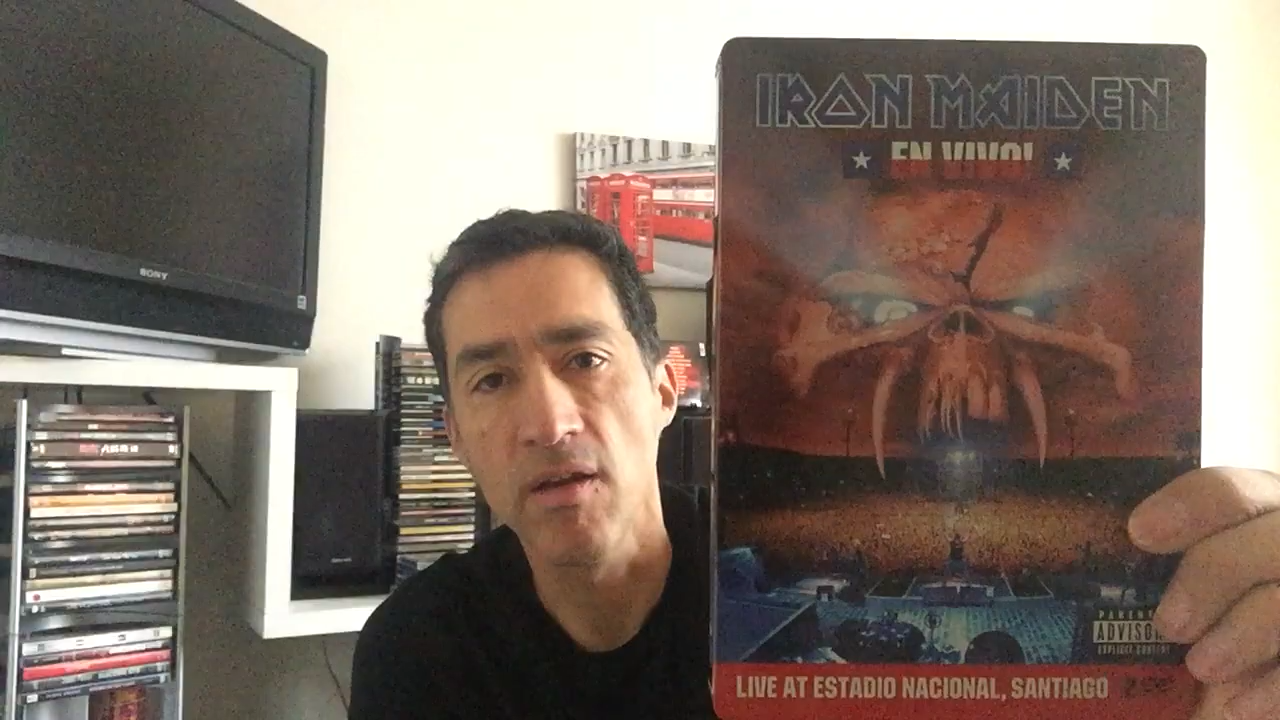 IRON MAIDEN
EN VIVO!
SONY
PARENTAL
ADVISORY
EXPLICIT CONTENT
LIVE AT ESTADIO NACIONAL, SANTIAGO